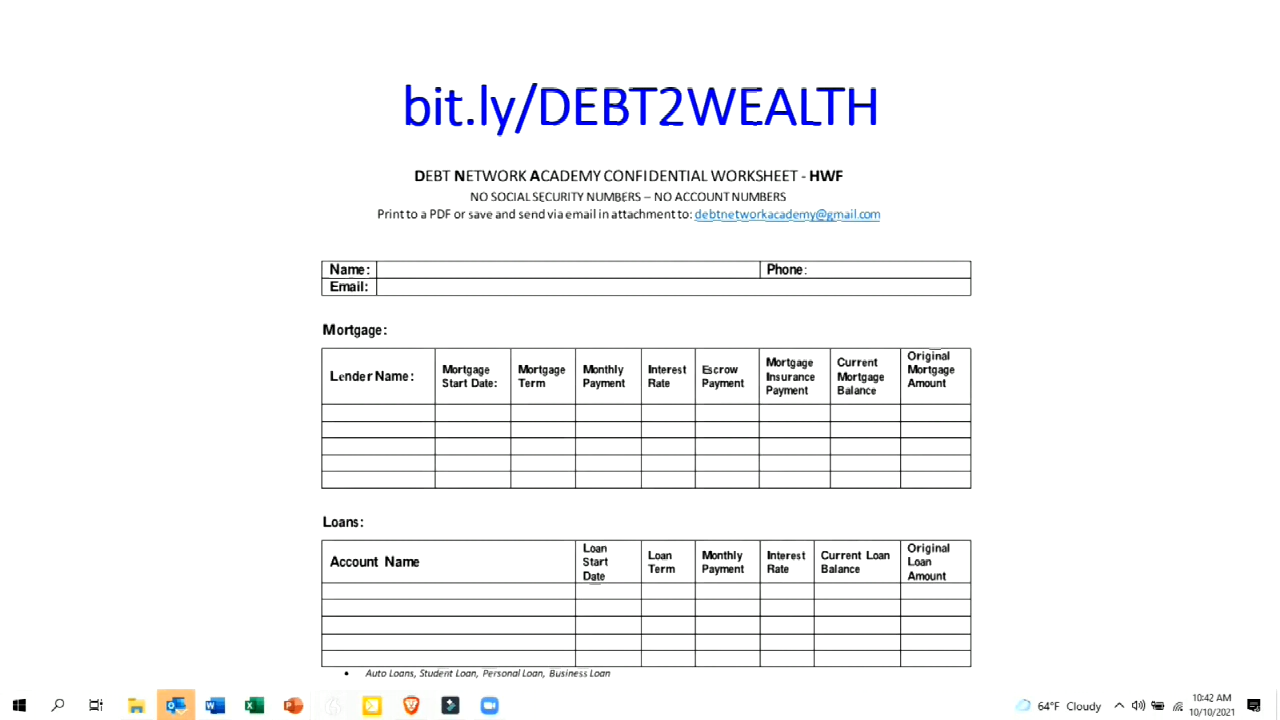 bit.ly/DEBT2WEALTH
DEBT NETWORK ACADEMY CONFIDENTIAL WORKSHEET - HWF
NO SOCIAL SECURITY NUMBERS – NO ACCOUNT NUMBERS
Print to a PDF or save and send via email in attachment to: debtnetworkacademy@gmail.com
Name: Phone:
Email:
Mortgage:
Lender Name: Mortgage Start Date: Mortgage Term Monthly Payment Interest Rate Escrow Payment Mortgage Insurance Payment Current Mortgage Balance Original Mortgage Amount
Loans:
Account Name Loan Start Date Loan Term Monthly Payment Interest Rate Current Loan Balance Original Loan Amount
• Auto Loans, Student Loan, Personal Loan, Business Loan
64°F Cloudy 10:42 AM
10/10/2021